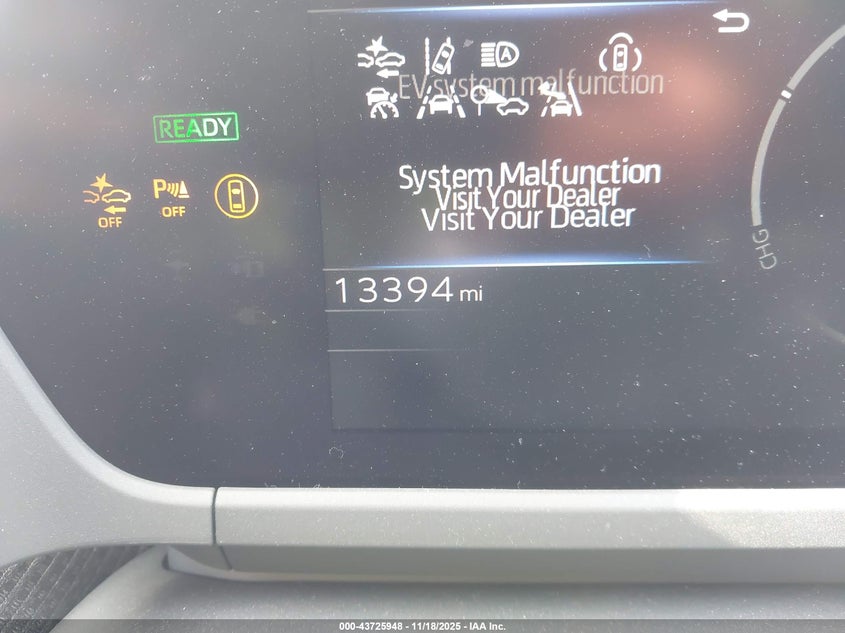 A
EV system malfunction
READY
System Malfunction
Visit Your Dealer
Visit Your Dealer
P
OFF
OFF
CHG
13394 mi
000-43725948 - 11/18/2025 - IAA Inc.